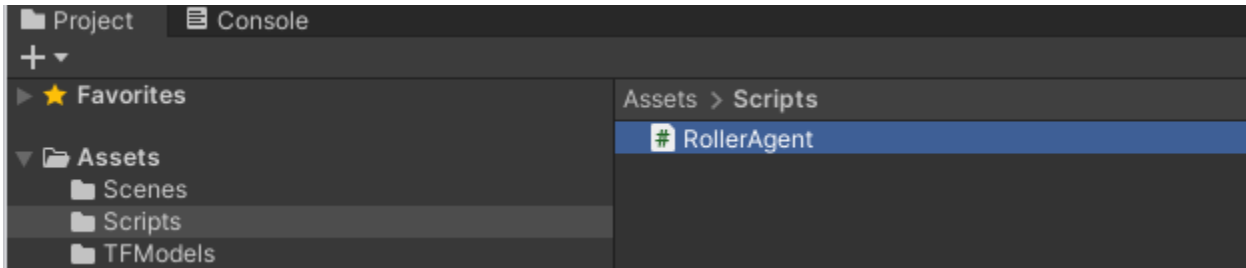 Project Console
Favorites
Assets
Scenes
Scripts
TFModels
Assets > Scripts
# RollerAgent